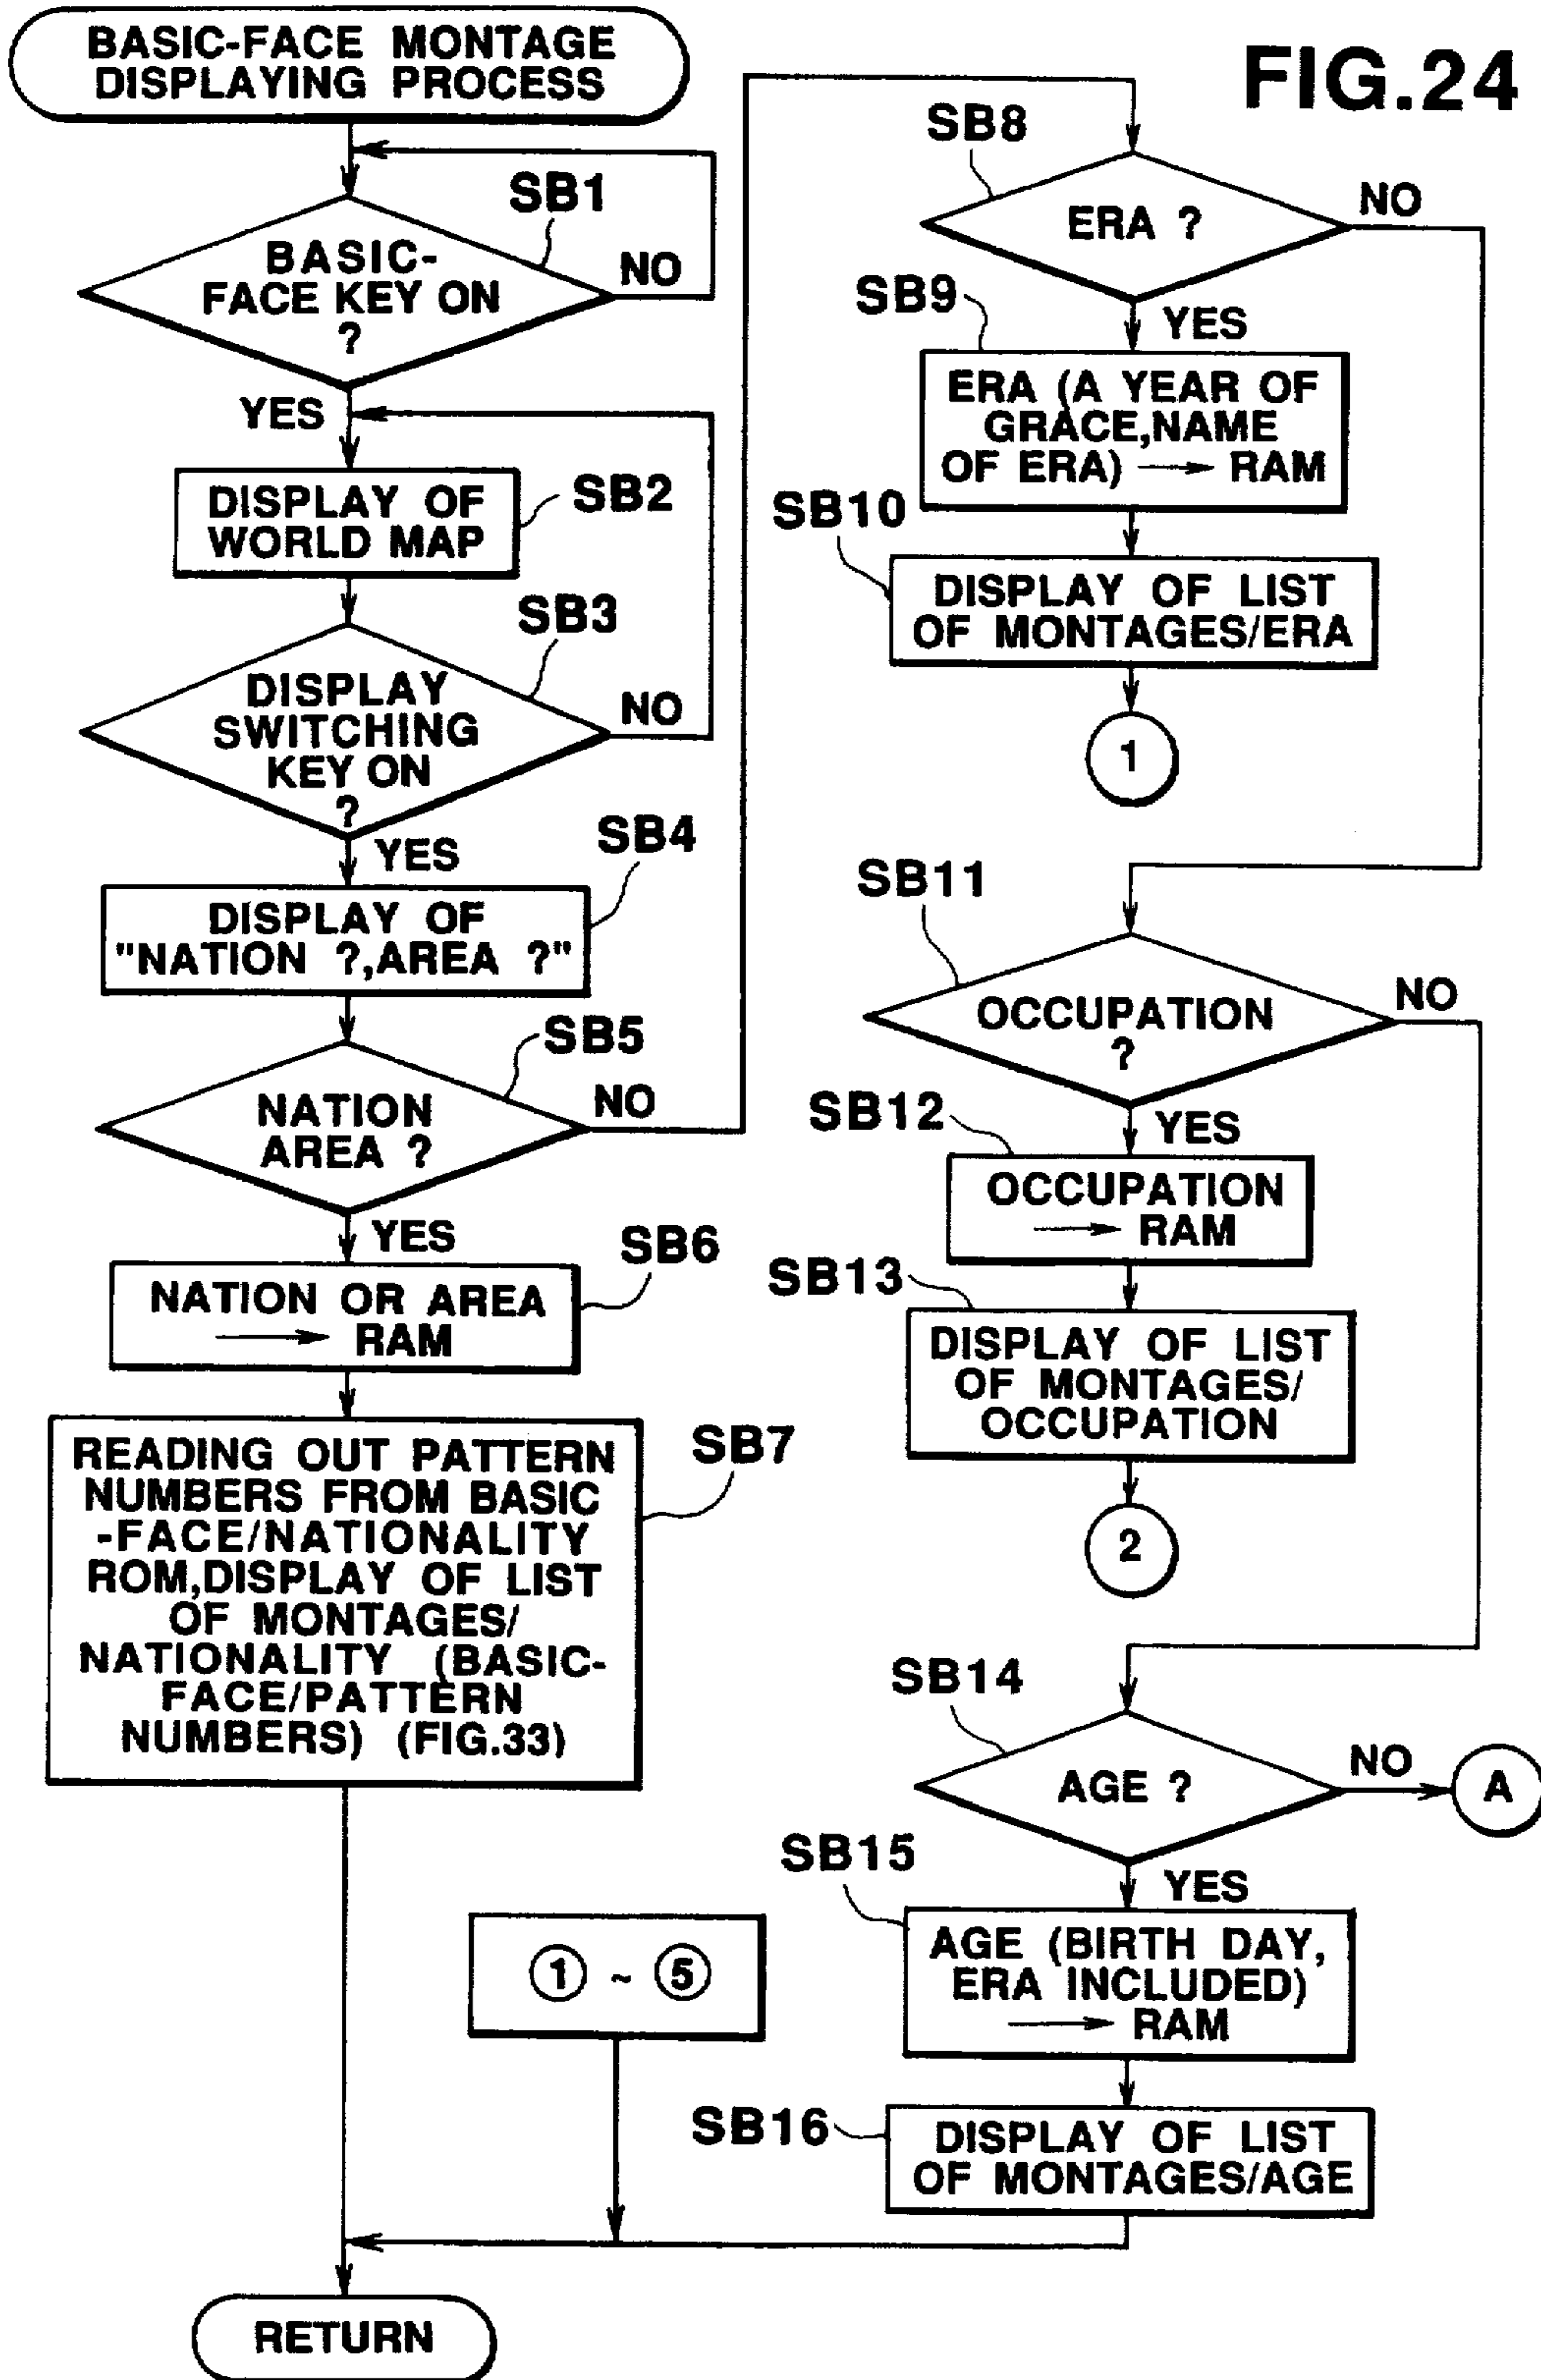 BASIC-FACE MONTAGE
DISPLAYING PROCESS
FIG.24
SB1
BASIC-
FACE KEY ON
?
NO
YES
DISPLAY OF
WORLD MAP
SB2
SB3
DISPLAY
SWITCHING
KEY ON
?
NO
YES
SB4
DISPLAY OF
"NATION ?,AREA ?"
SB5
NATION
AREA ?
NO
YES
SB6
NATION OR AREA
→ RAM
SB7
READING OUT PATTERN
NUMBERS FROM BASIC
-FACE/NATIONALITY
ROM,DISPLAY OF LIST
OF MONTAGES/
NATIONALITY (BASIC-
FACE/PATTERN
NUMBERS) (FIG.33)
① ~ ⑤
RETURN
SB8
ERA ?
NO
YES
SB9
ERA (A YEAR OF
GRACE,NAME
OF ERA) → RAM
SB10
DISPLAY OF LIST
OF MONTAGES/ERA
1
SB11
OCCUPATION
?
NO
YES
SB12
OCCUPATION
→ RAM
SB13
DISPLAY OF LIST
OF MONTAGES/
OCCUPATION
2
SB14
AGE ?
NO
A
YES
SB15
AGE (BIRTH DAY,
ERA INCLUDED)
→ RAM
SB16
DISPLAY OF LIST
OF MONTAGES/AGE